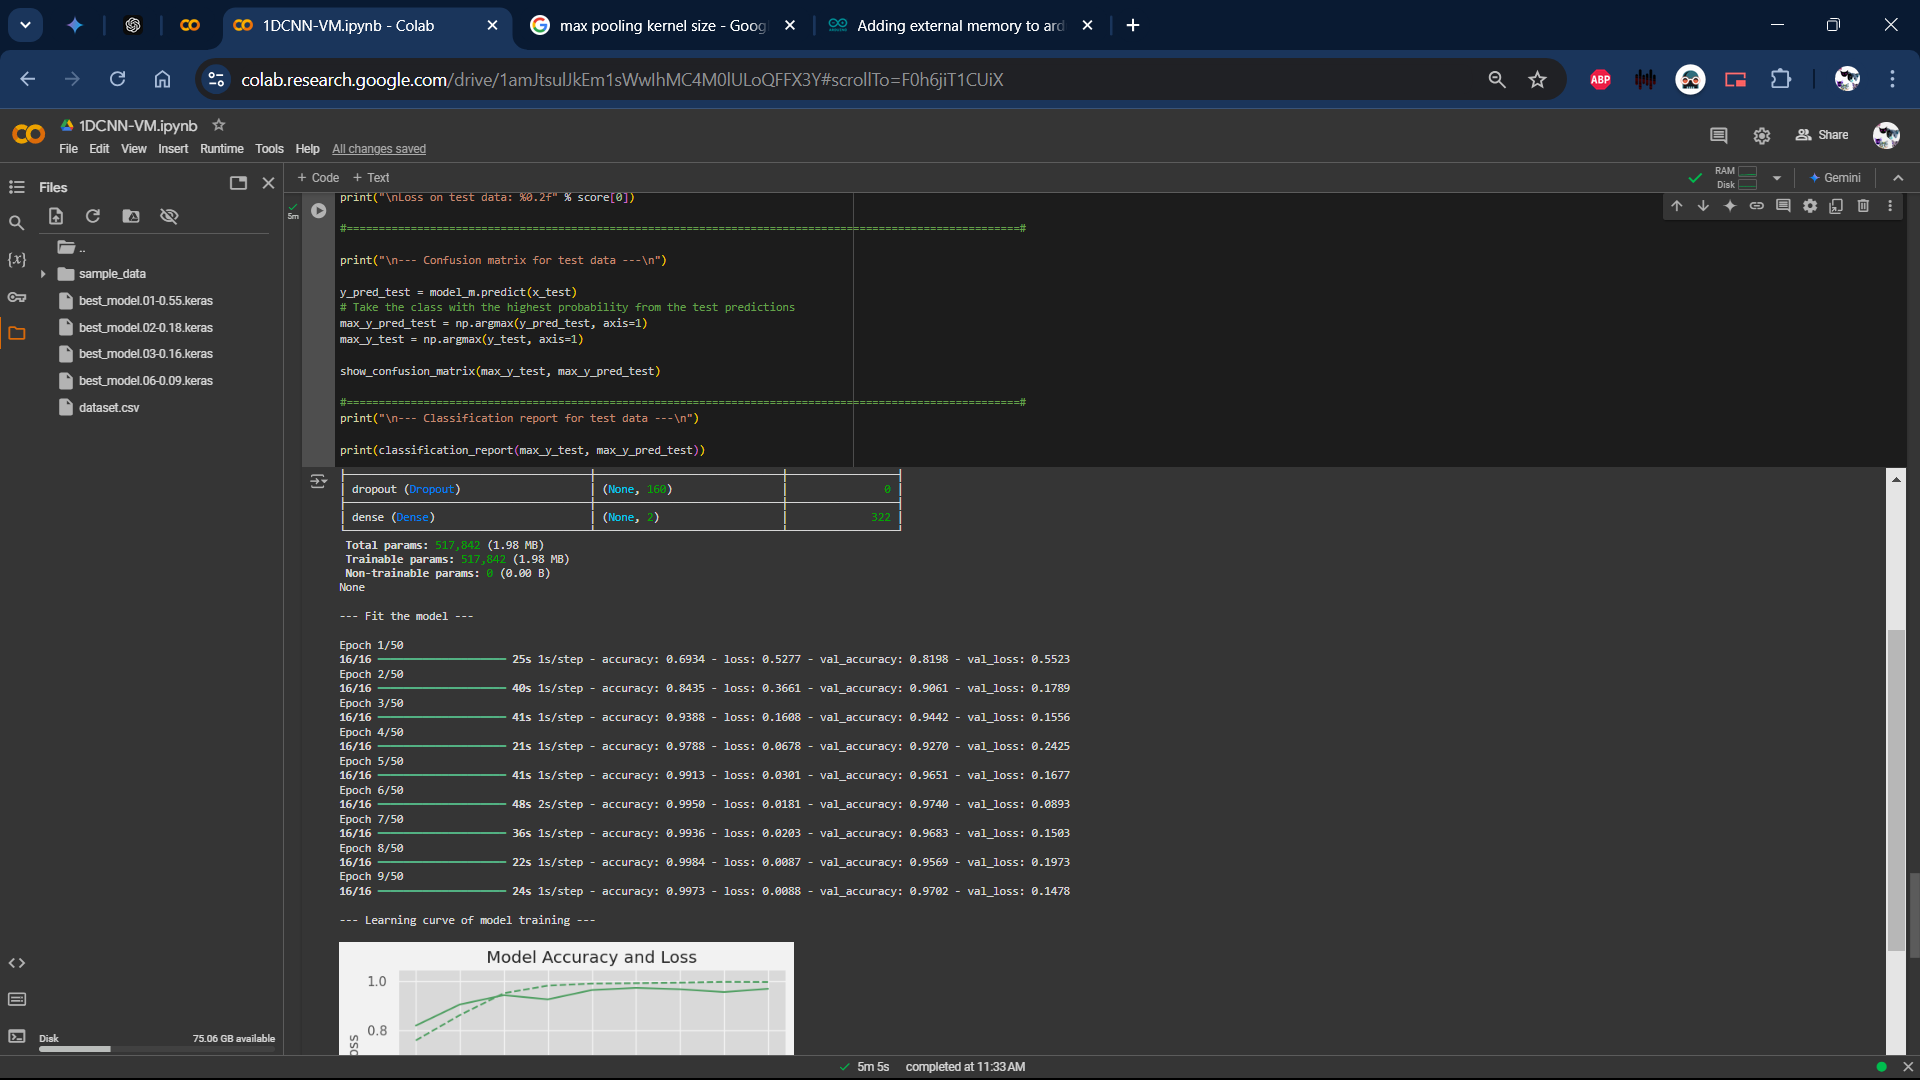 1DCNN-VM.ipynb - Colab
max pooling kernel size - Goog
Adding external memory to ard
colab.research.google.com/drive/1amJtsulJkEm1sWwIhMC4M0lULoQFFX3Y#scrollTo=F0h6jiT1CUiX
ABP
1DCNN-VM.ipynb
File Edit View Insert Runtime Tools Help All changes saved
Share
Files
+ Code + Text
RAM
Disk
Gemini
..
sample_data
best_model.01-0.55.keras
best_model.02-0.18.keras
best_model.03-0.16.keras
best_model.06-0.09.keras
dataset.csv
Disk 75.06 GB available
5m
print("\nLoss on test data: %0.2f" % score[0])
print("\n--- Confusion matrix for test data ---\n")
y_pred_test = model_m.predict(x_test)
# Take the class with the highest probability from the test predictions
max_y_pred_test = np.argmax(y_pred_test, axis=1)
max_y_test = np.argmax(y_test, axis=1)
show_confusion_matrix(max_y_test, max_y_pred_test)
print("\n--- Classification report for test data ---\n")
print(classification_report(max_y_test, max_y_pred_test))
dropout (Dropout) (None, 160) 0
dense (Dense) (None, 2) 322
Total params: 517,842 (1.98 MB)
Trainable params: 517,842 (1.98 MB)
Non-trainable params: 0 (0.00 B)
None
--- Fit the model ---
Epoch 1/50
16/16 25s 1s/step - accuracy: 0.6934 - loss: 0.5277 - val_accuracy: 0.8198 - val_loss: 0.5523
Epoch 2/50
16/16 40s 1s/step - accuracy: 0.8435 - loss: 0.3661 - val_accuracy: 0.9061 - val_loss: 0.1789
Epoch 3/50
16/16 41s 1s/step - accuracy: 0.9388 - loss: 0.1608 - val_accuracy: 0.9442 - val_loss: 0.1556
Epoch 4/50
16/16 21s 1s/step - accuracy: 0.9788 - loss: 0.0678 - val_accuracy: 0.9270 - val_loss: 0.2425
Epoch 5/50
16/16 41s 1s/step - accuracy: 0.9913 - loss: 0.0301 - val_accuracy: 0.9651 - val_loss: 0.1677
Epoch 6/50
16/16 48s 2s/step - accuracy: 0.9950 - loss: 0.0181 - val_accuracy: 0.9740 - val_loss: 0.0893
Epoch 7/50
16/16 36s 1s/step - accuracy: 0.9936 - loss: 0.0203 - val_accuracy: 0.9683 - val_loss: 0.1503
Epoch 8/50
16/16 22s 1s/step - accuracy: 0.9984 - loss: 0.0087 - val_accuracy: 0.9569 - val_loss: 0.1973
Epoch 9/50
16/16 24s 1s/step - accuracy: 0.9973 - loss: 0.0088 - val_accuracy: 0.9702 - val_loss: 0.1478
--- Learning curve of model training ---
Model Accuracy and Loss
1.0
0.8
oss
5m 5s completed at 11:33 AM